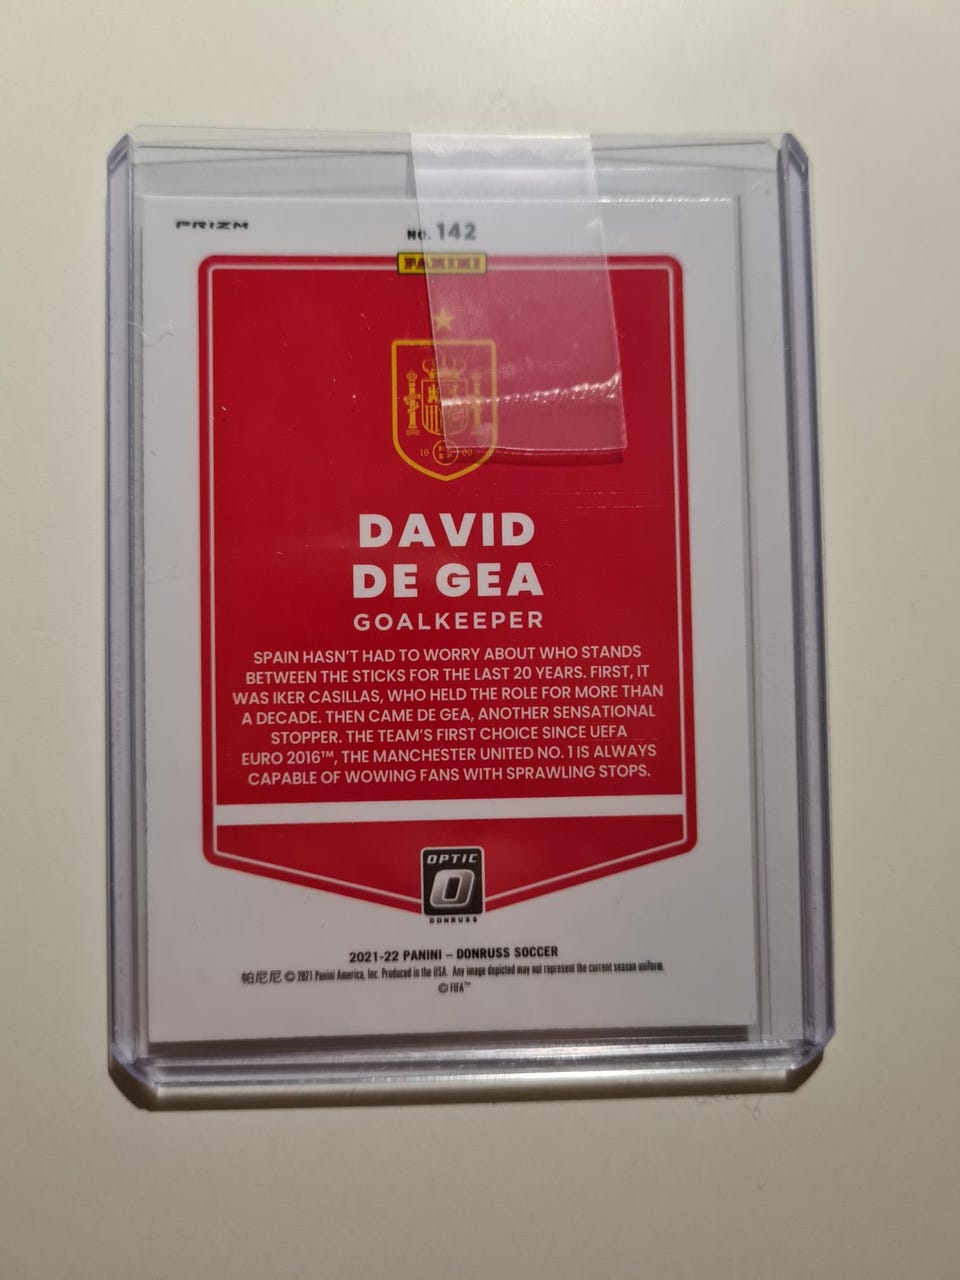 PRIZM
NO. 142
PANINI
DAVID
DE GEA
GOALKEEPER
SPAIN HASN'T HAD TO WORRY ABOUT WHO STANDS
BETWEEN THE STICKS FOR THE LAST 20 YEARS. FIRST, IT
WAS IKER CASILLAS, WHO HELD THE ROLE FOR MORE THAN
A DECADE. THEN CAME DE GEA, ANOTHER SENSATIONAL
STOPPER. THE TEAM'S FIRST CHOICE SINCE UEFA
EURO 2016™, THE MANCHESTER UNITED NO. 1 IS ALWAYS
CAPABLE OF WOWING FANS WITH SPRAWLING STOPS.
OPTIC
O
DONRUSS
2021-22 PANINI – DONRUSS SOCCER
帕尼尼 © 2021 Panini America, Inc. Produced in the USA. Any image depicted may not represent the current season uniform.
© FIFA™